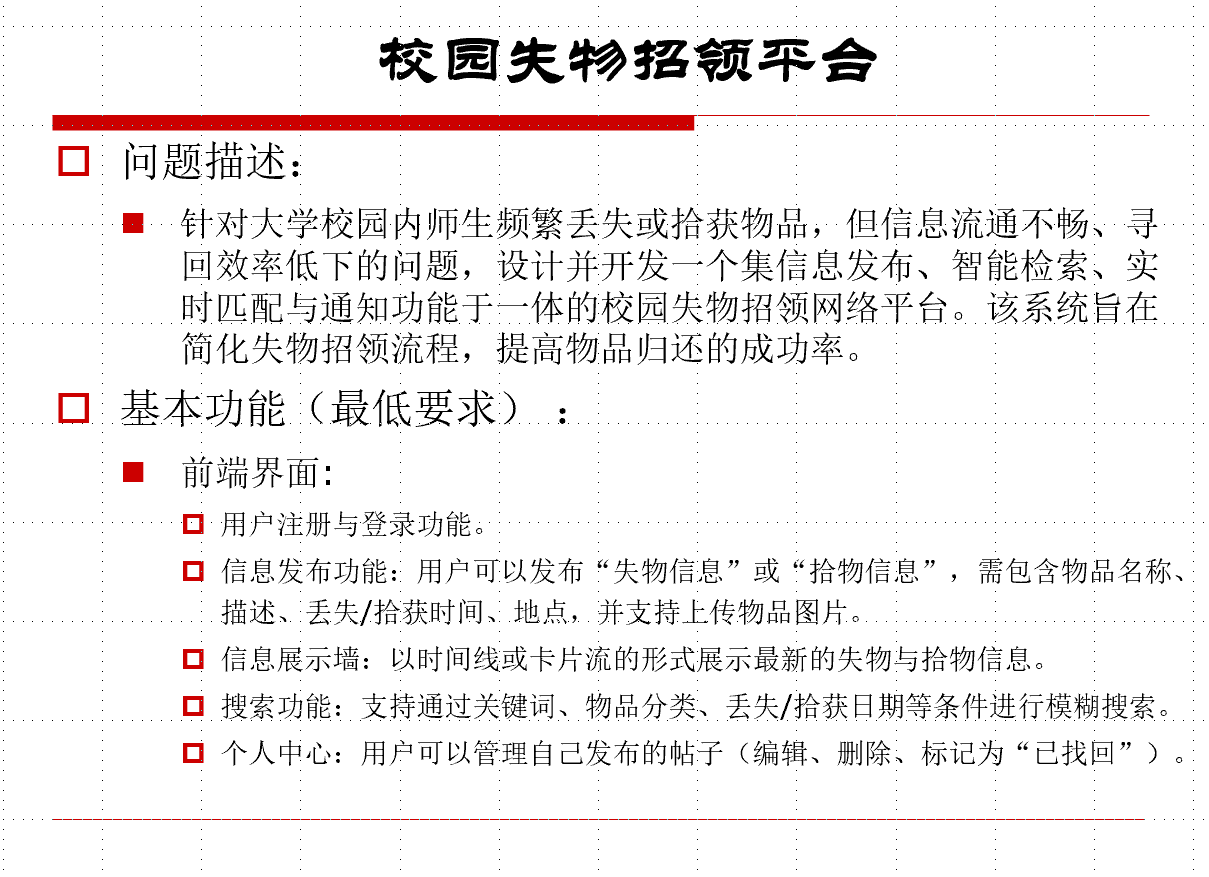 校园失物招领平台
问题描述：
针对大学校园内师生频繁丢失或拾获物品，但信息流通不畅、寻
回效率低下的问题，设计并开发一个集信息发布、智能检索、实
时匹配与通知功能于一体的校园失物招领网络平台。该系统旨在
简化失物招领流程，提高物品归还的成功率。
基本功能（最低要求）：
前端界面:
用户注册与登录功能。
信息发布功能：用户可以发布“失物信息”或“拾物信息”，需包含物品名称、
描述、丢失/拾获时间、地点，并支持上传物品图片。
信息展示墙：以时间线或卡片流的形式展示最新的失物与拾物信息。
搜索功能：支持通过关键词、物品分类、丢失/拾获日期等条件进行模糊搜索。
个人中心：用户可以管理自己发布的帖子（编辑、删除、标记为“已找回”）。